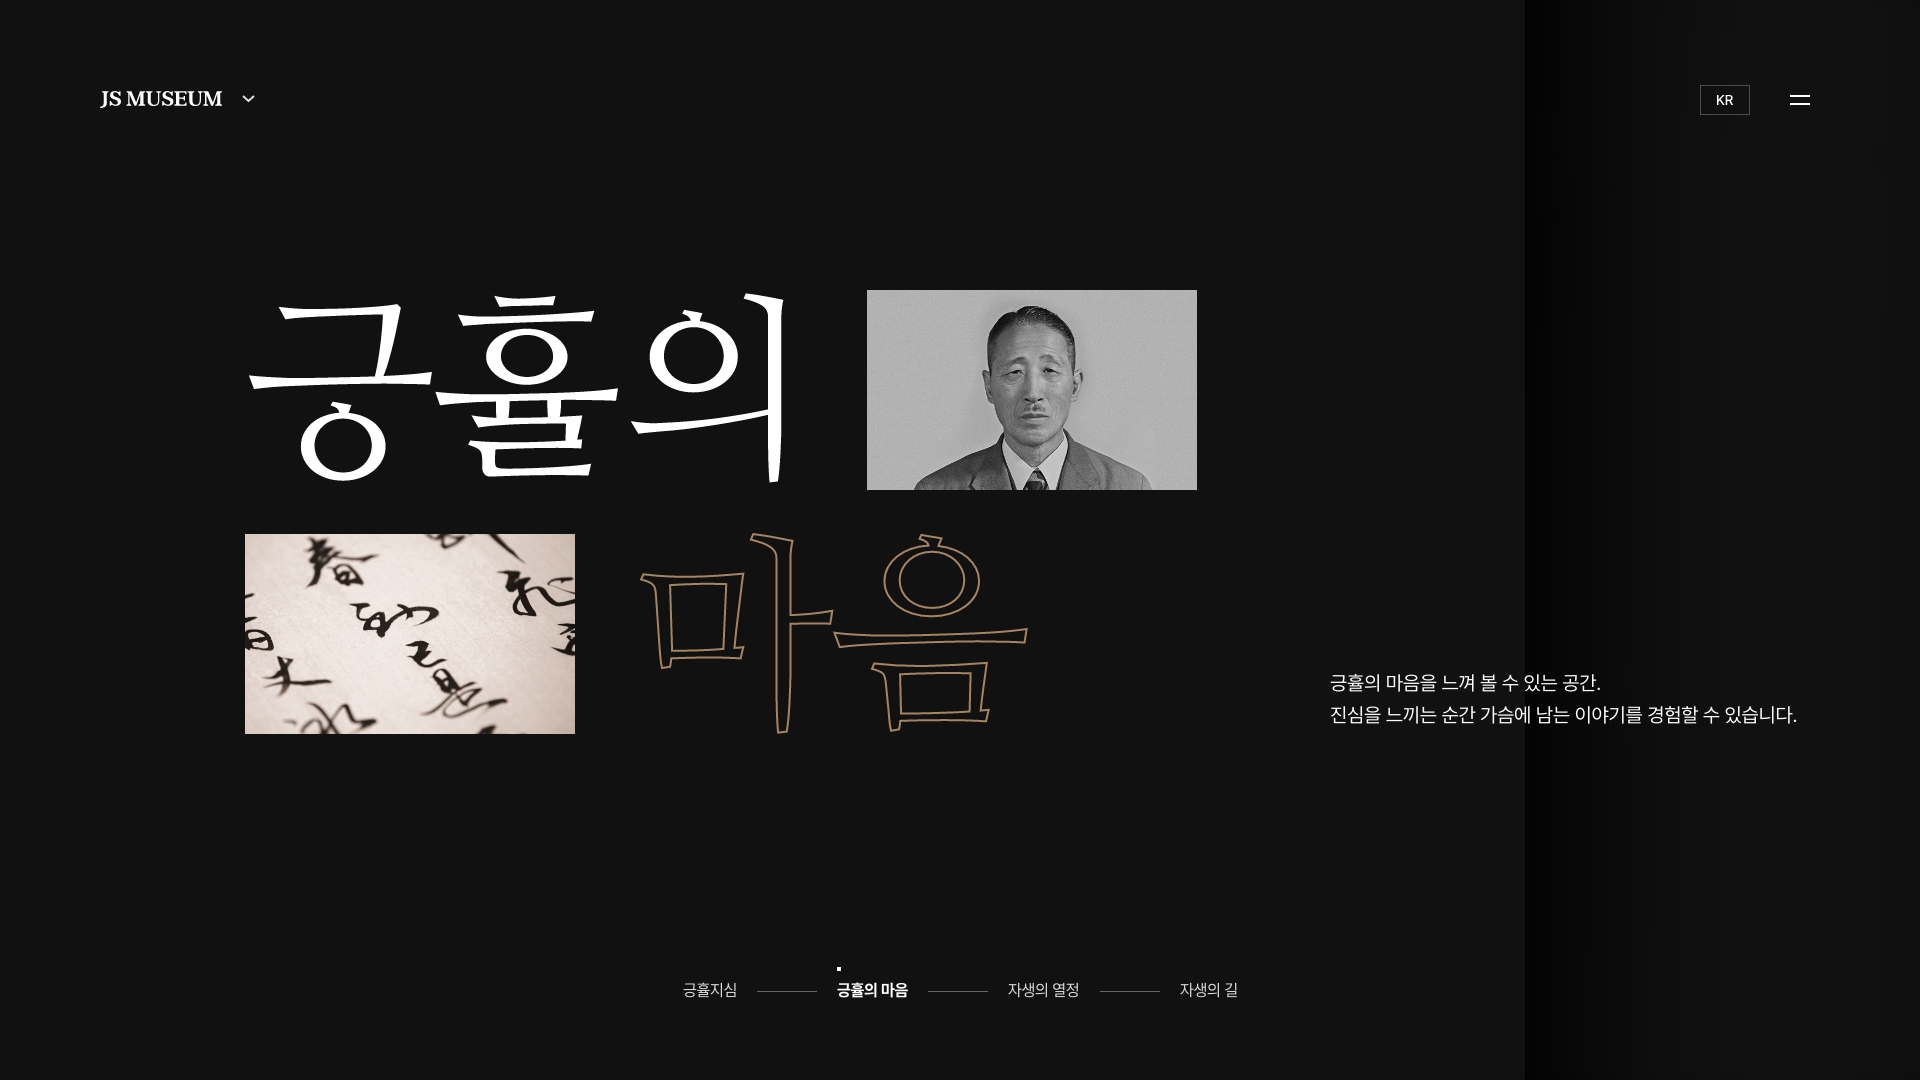 JS MUSEUM
KR
긍휼의
마음
春
긍휼의 마음을 느껴 볼 수 있는 공간.
진심을 느끼는 순간 가슴에 남는 이야기를 경험할 수 있습니다.
긍휼지심
긍휼의 마음
자생의 열정
자생의 길